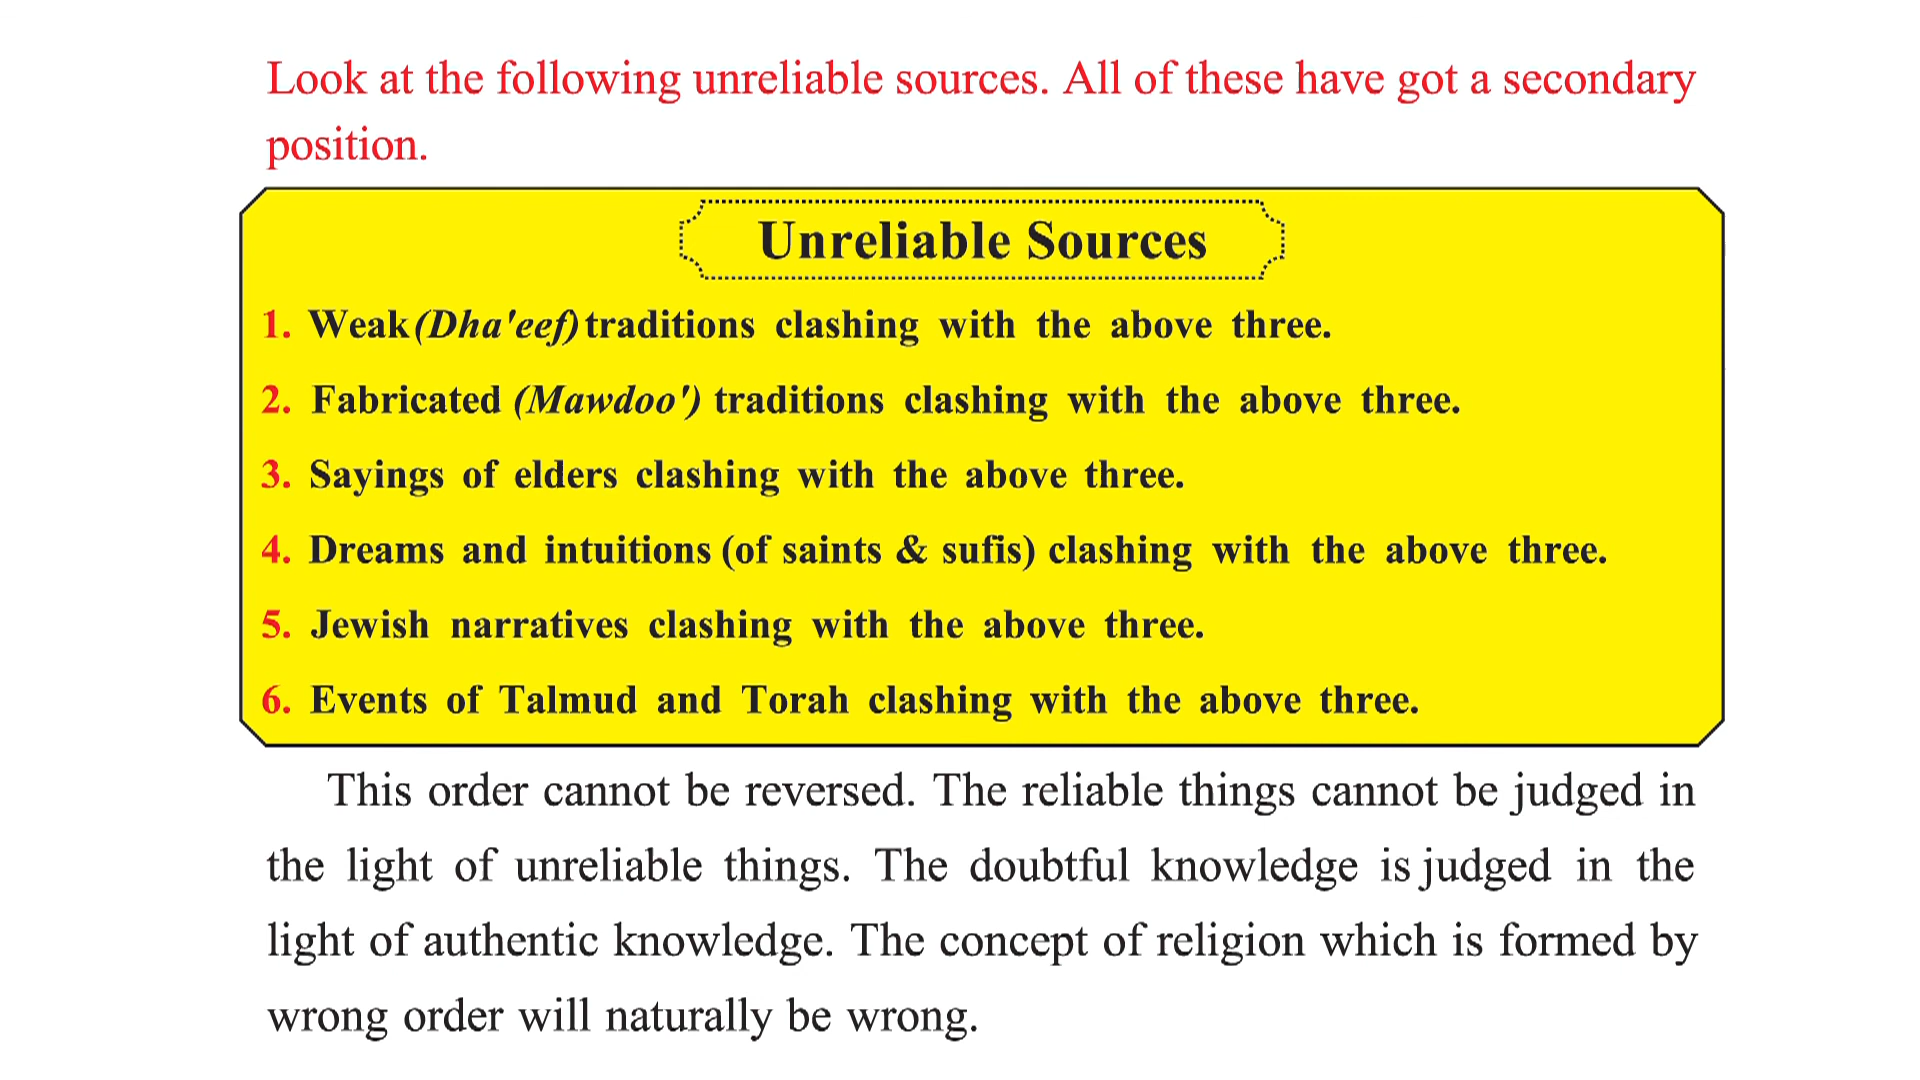 Look at the following unreliable sources. All of these have got a secondary
position.
Unreliable Sources
1. Weak (Dha'eef) traditions clashing with the above three.
2. Fabricated (Mawdoo') traditions clashing with the above three.
3. Sayings of elders clashing with the above three.
4. Dreams and intuitions (of saints & sufis) clashing with the above three.
5. Jewish narratives clashing with the above three.
6. Events of Talmud and Torah clashing with the above three.
This order cannot be reversed. The reliable things cannot be judged in
the light of unreliable things. The doubtful knowledge is judged in the
light of authentic knowledge. The concept of religion which is formed by
wrong order will naturally be wrong.